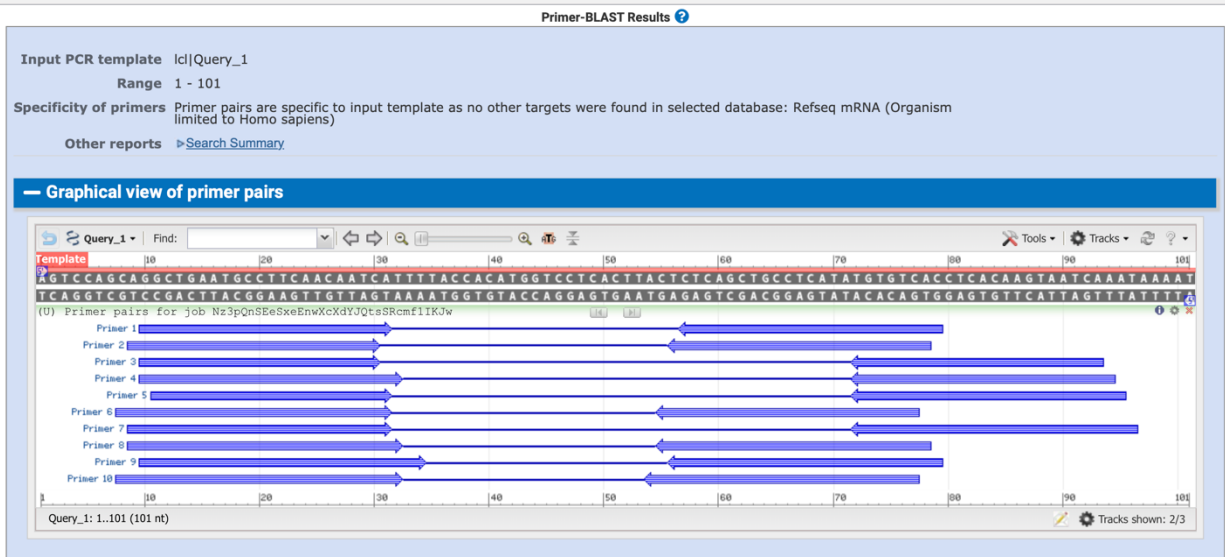 Primer-BLAST Results ?
Input PCR template lcl|Query_1
Range 1 - 101
Specificity of primers Primer pairs are specific to input template as no other targets were found in selected database: Refseq mRNA (Organism
limited to Homo sapiens)
Other reports Search Summary
Graphical view of primer pairs
Query_1 Find: Tools Tracks ?
Template 10 20 30 40 50 60 70 80 90 101
AGTCCAGCAGGCTGAATGCCTTCAACAATCATTTTACCACATGGTCCTCACTTACTCTCAGCTGCCTCATATGTGTCACCTCACAAGTAATCAAATAAAAT
TCAGGTCGTCCGACTTACGGAAGTTGTTAGTAAAATGGTGTACCAGGAGTGAATGAGAGTCGACGGAGTATACACAGTGGAGTGTTCATTAGTTTATTTTA
(U) Primer pairs for job Nz3pQnSEeSxeEnwXcXdYJQtsSRcmflIKJw
Primer 1
Primer 2
Primer 3
Primer 4
Primer 5
Primer 6
Primer 7
Primer 8
Primer 9
Primer 10
1 10 20 30 40 50 60 70 80 90 101
Query_1: 1..101 (101 nt) Tracks shown: 2/3